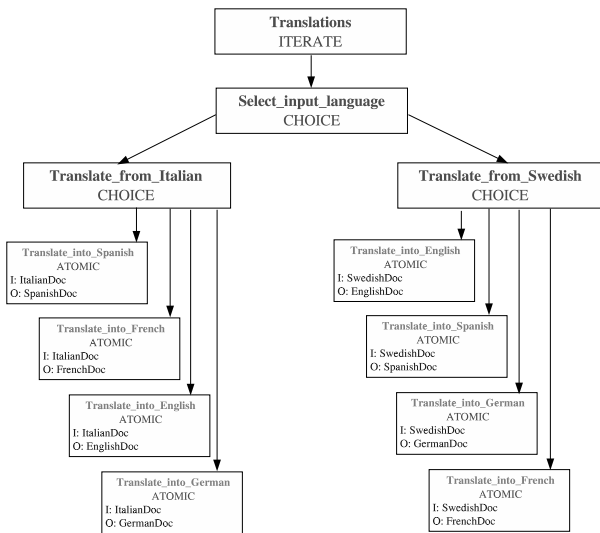 Translations
ITERATE
Select_input_language
CHOICE
Translate_from_Italian
CHOICE
Translate_into_Spanish
ATOMIC
I: ItalianDoc
O: SpanishDoc
Translate_into_French
ATOMIC
I: ItalianDoc
O: FrenchDoc
Translate_into_English
ATOMIC
I: ItalianDoc
O: EnglishDoc
Translate_into_German
ATOMIC
I: ItalianDoc
O: GermanDoc
Translate_from_Swedish
CHOICE
Translate_into_English
ATOMIC
I: SwedishDoc
O: EnglishDoc
Translate_into_Spanish
ATOMIC
I: SwedishDoc
O: SpanishDoc
Translate_into_German
ATOMIC
I: SwedishDoc
O: GermanDoc
Translate_into_French
ATOMIC
I: SwedishDoc
O: FrenchDoc